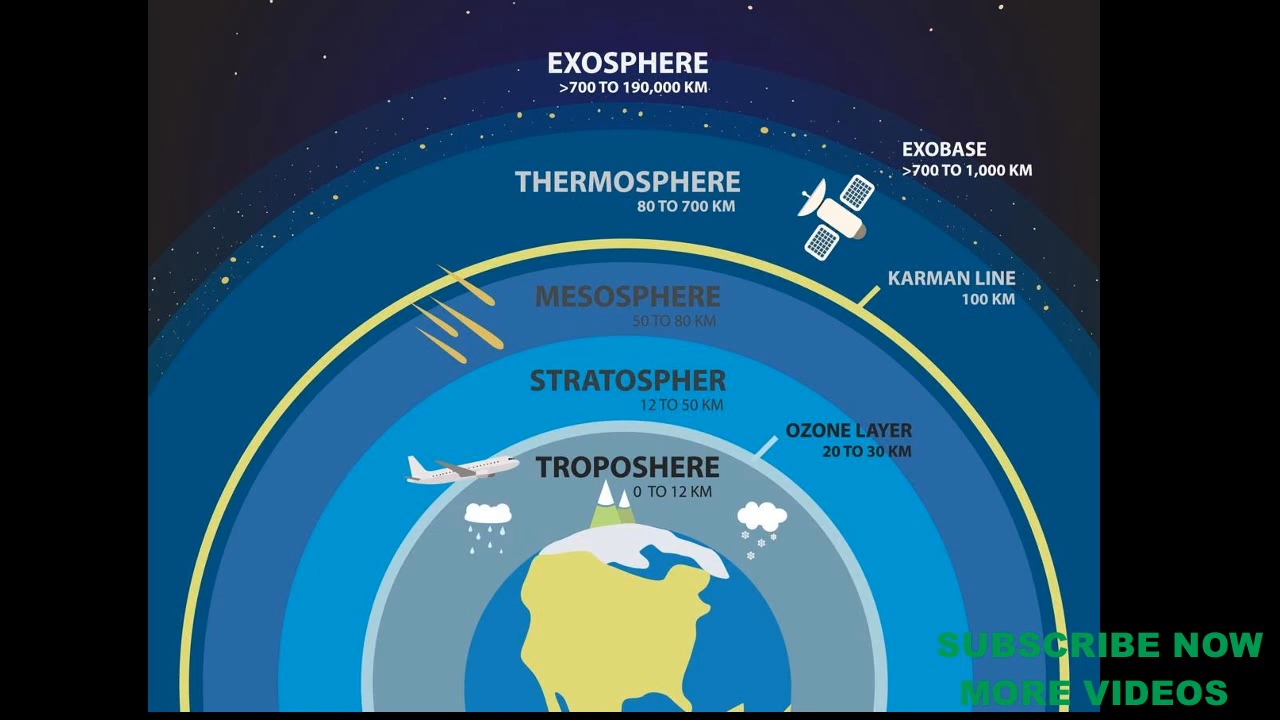 EXOSPHERE
>700 TO 190,000 KM
EXOBASE
>700 TO 1,000 KM
THERMOSPHERE
80 TO 700 KM
KARMAN LINE
100 KM
MESOSPHERE
50 TO 80 KM
STRATOSPHER
12 TO 50 KM
OZONE LAYER
20 TO 30 KM
TROPOSHERE
0 TO 12 KM
SUBSCRIBE NOW
MORE VIDEOS